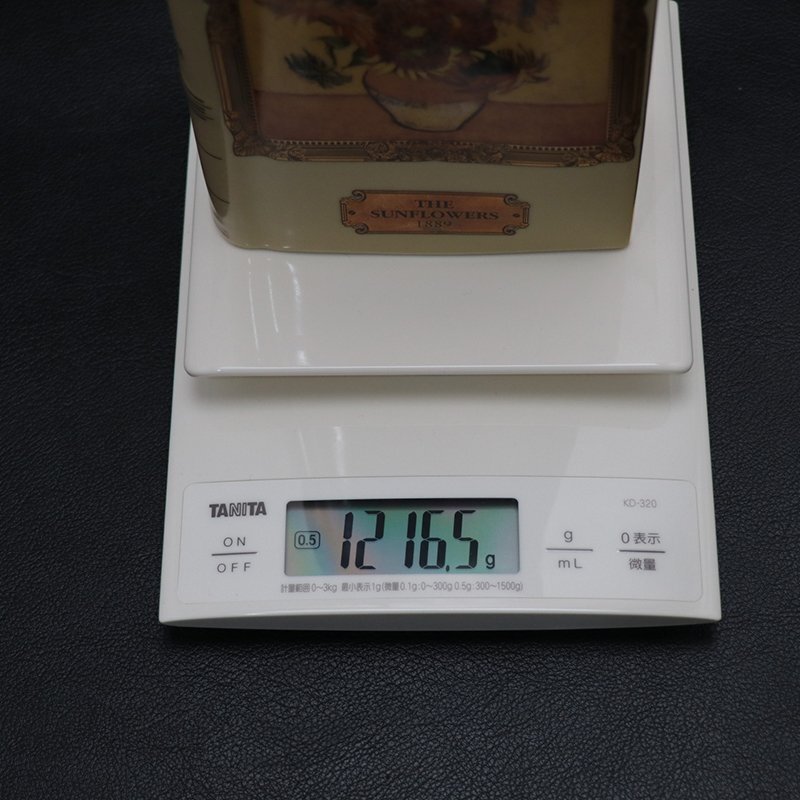 THE
SUNFLOWERS
1889
TANITA
KD-320
ON
OFF
0.5
1216.5 g
g
mL
0表示
微量
計量範囲0～3kg 最小表示1g(微量0.1g:0～300g 0.5g:300～1500g)